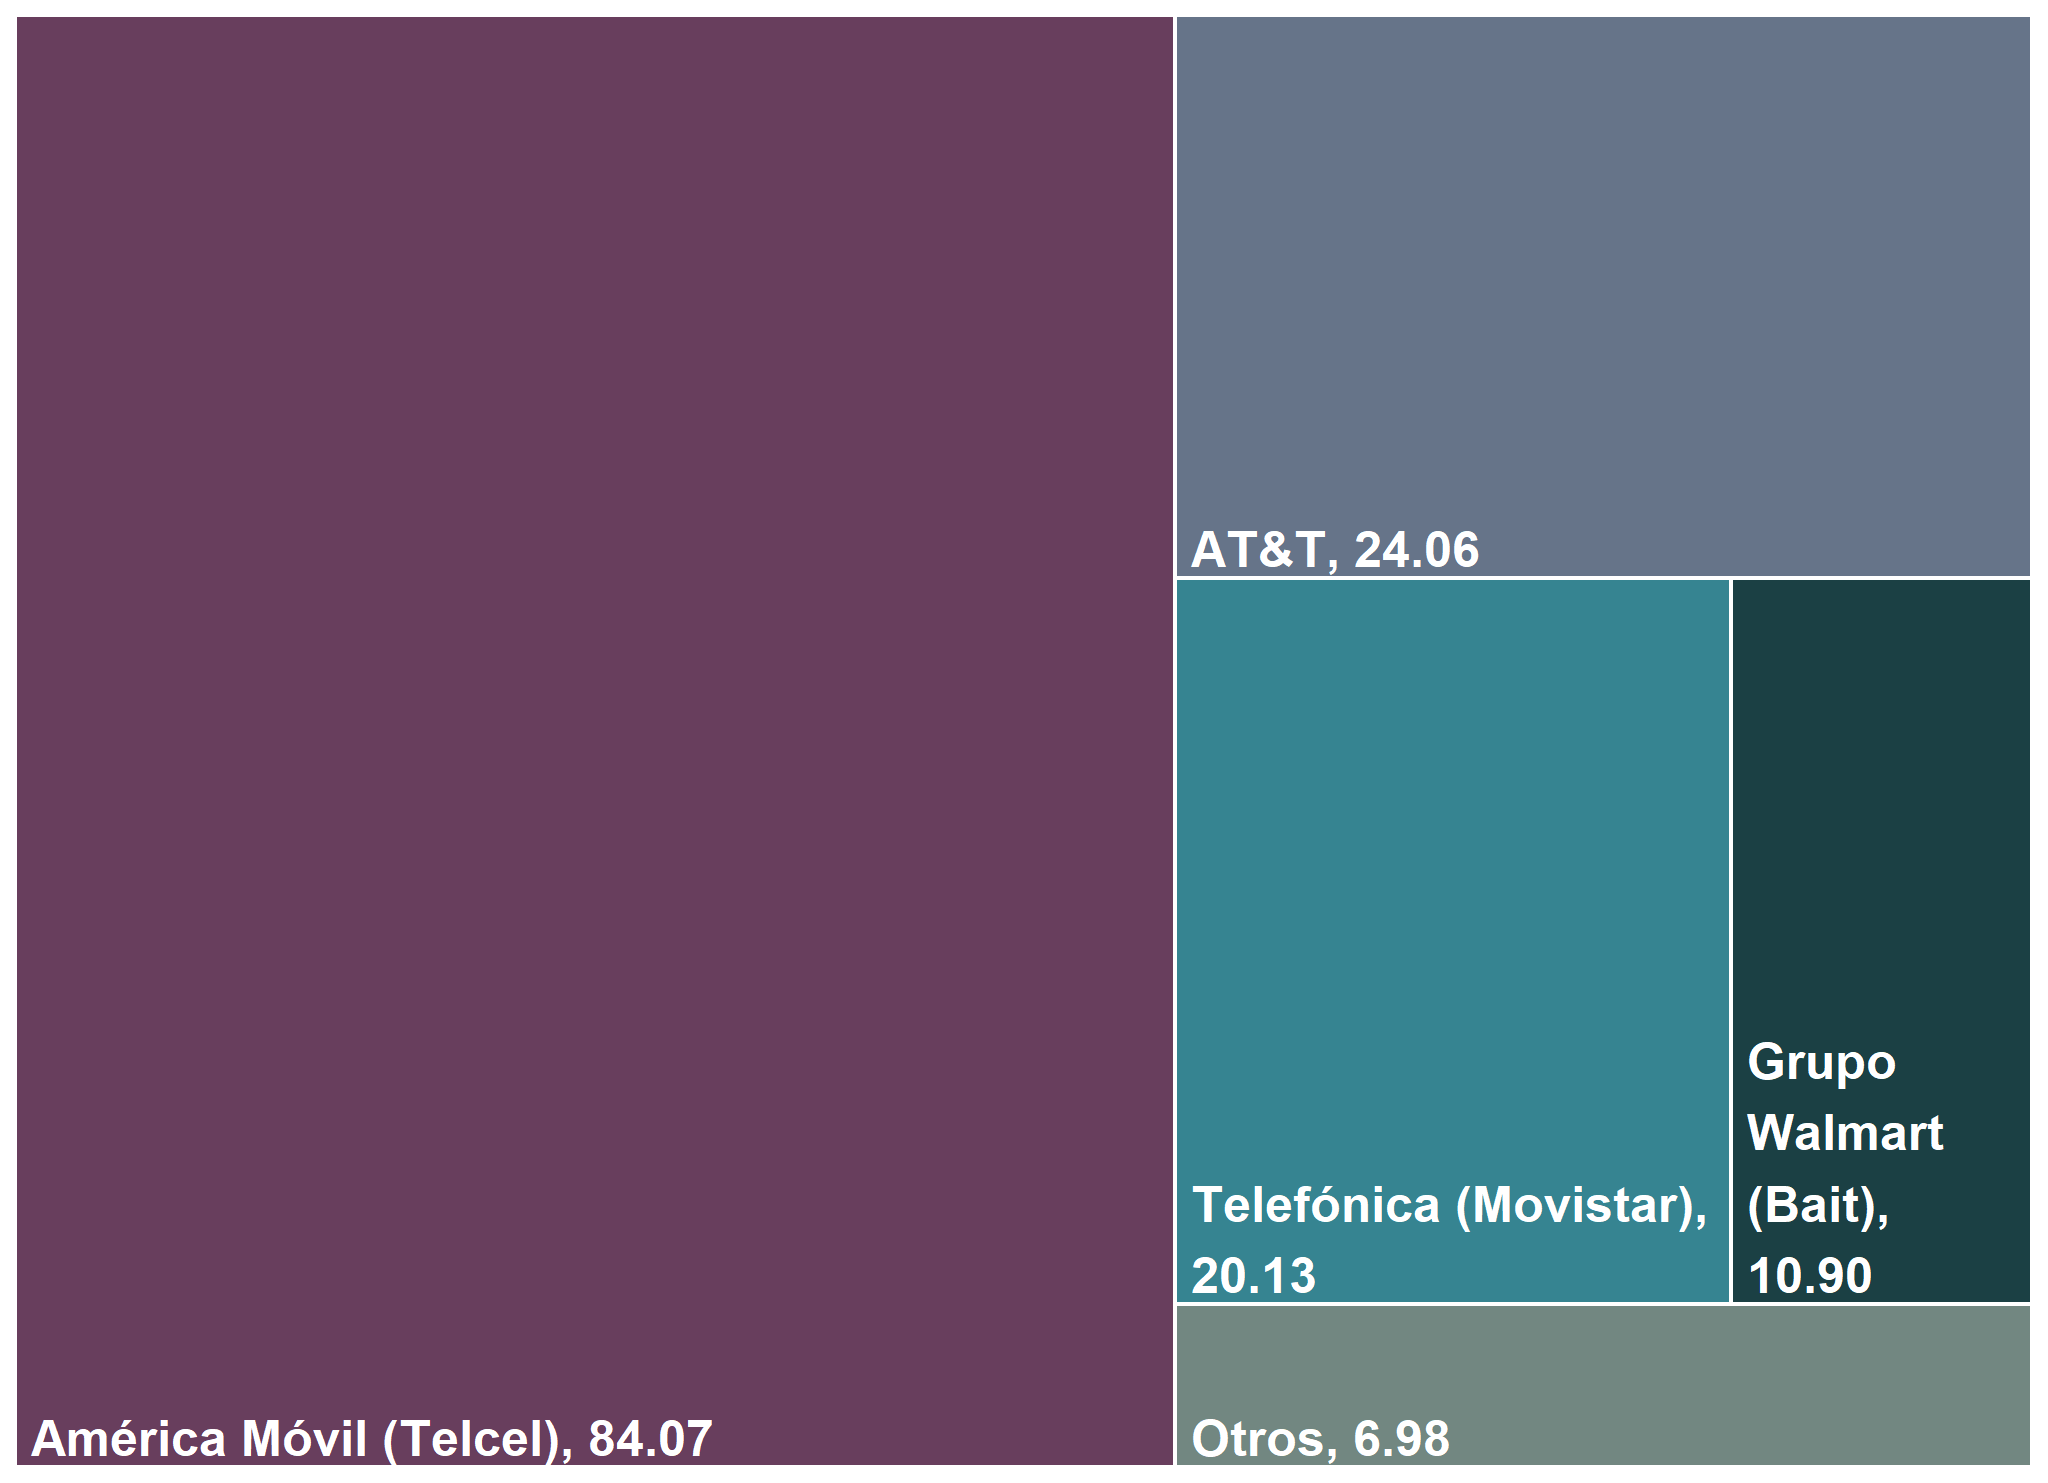 AT&T, 24.06
Grupo
Walmart
(Bait),
10.90
Telefónica (Movistar),
20.13
América Móvil (Telcel), 84.07
Otros, 6.98